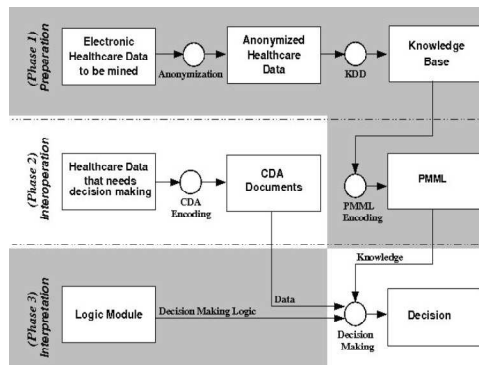 (Phase 1)
Preparation
Electronic
Healthcare Data
to be mined
Anonymization
Anonymized
Healthcare
Data
KDD
Knowledge
Base
(Phase 2)
Interoperation
Healthcare Data
that needs
decision making
CDA
Encoding
CDA
Documents
PMML
Encoding
PMML
(Phase 3)
Interpretation
Logic Module
Decision Making Logic
Data
Knowledge
Decision
Making
Decision